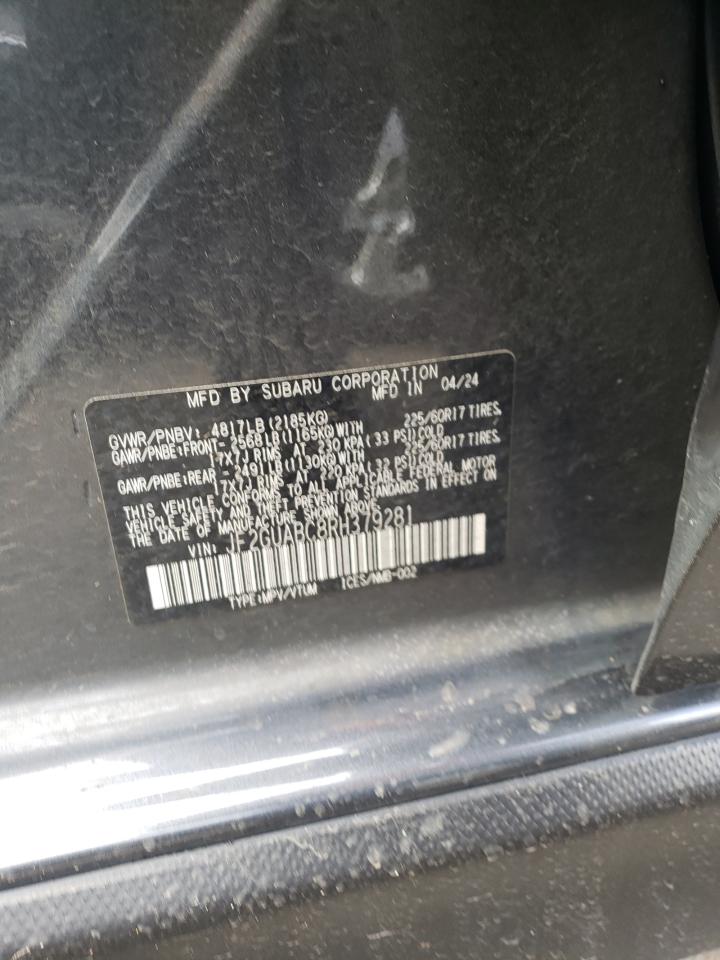 MFD BY SUBARU CORPORATION
MFD IN 04/24
GVWR/PNBV: 4817LB(2185KG)
GAWR/PNBE:FRONT- 2568LB(1165KG)WITH 225/60R17 TIRES,
17X7J RIMS AT 230 KPA(33 PSI)COLD
GAWR/PNBE:REAR - 2491LB(1130KG)WITH 225/60R17 TIRES,
17X7J RIMS AT 220 KPA(32 PSI)COLD
THIS VEHICLE CONFORMS TO ALL APPLICABLE FEDERAL MOTOR
VEHICLE SAFETY AND THEFT PREVENTION STANDARDS IN EFFECT ON
THE DATE OF MANUFACTURE SHOWN ABOVE.
VIN: JF2GUABC8RH379281
TYPE:MPV/VTUM ICES/NMB-002